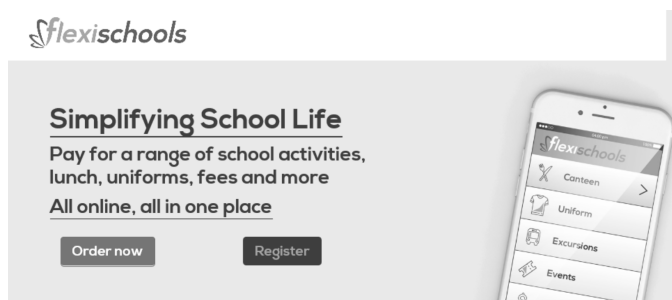 flexischools
Simplifying School Life
Pay for a range of school activities,
lunch, uniforms, fees and more
All online, all in one place
Order now
Register
flexischools
Canteen
Uniform
Excursions
Events